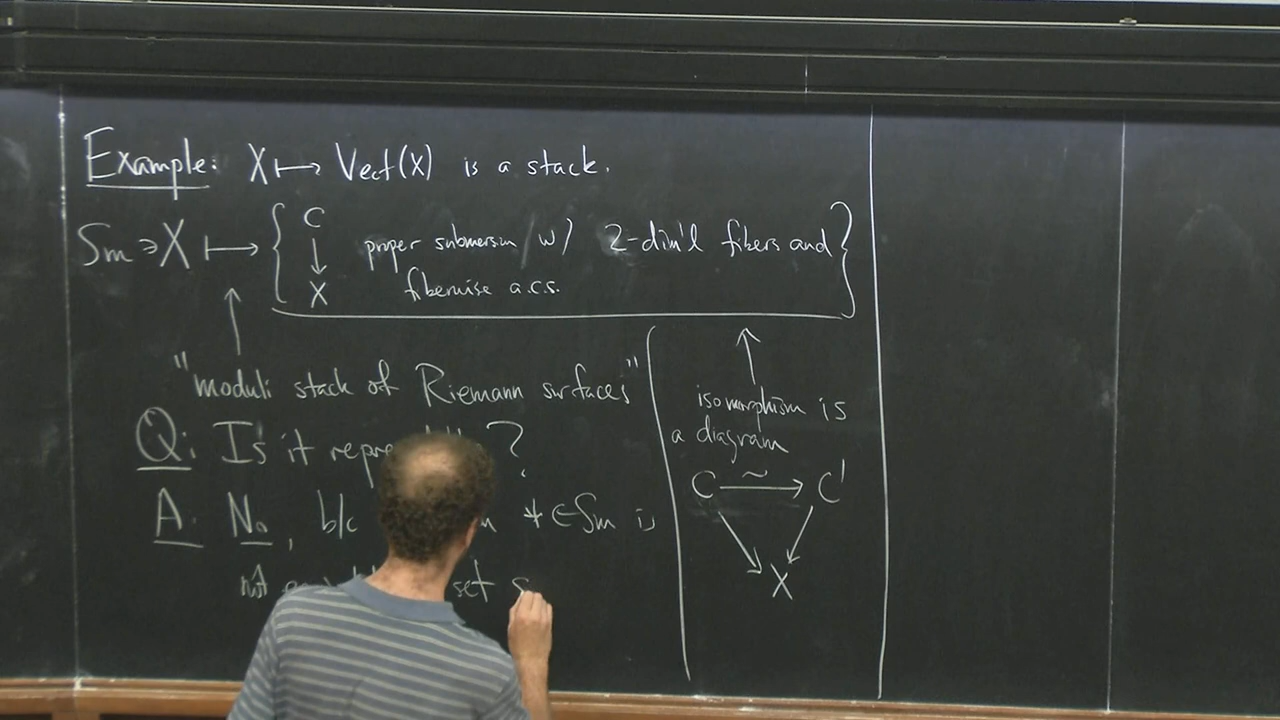 Example: X ↦ Vect(X) is a stack.
Sm ∋ X ↦ { C ↓ X proper submersion w/ 2-dim'l fibers and
fiberwise a.c.s. }
"moduli stack of Riemann surfaces"
Q: Is it ?
A. No, b/c * ∈ Sm is
not set
isomorphism is
a diagram
C ⥲ C'
X